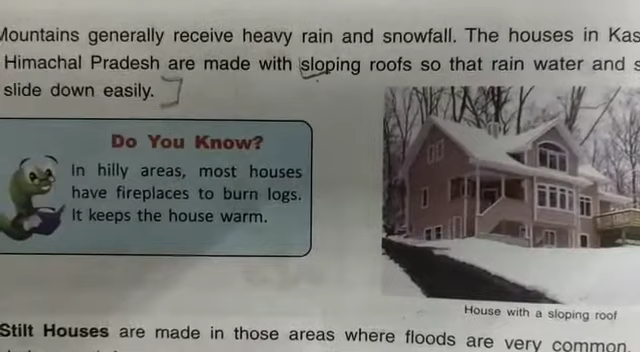 Mountains generally receive heavy rain and snowfall. The houses in
Himachal Pradesh are made with sloping roofs so that rain water and
slide down easily.
Do You Know?
In hilly areas, most houses
have fireplaces to burn logs.
It keeps the house warm.
House with a sloping roof
Stilt Houses are made in those areas where floods are very common.